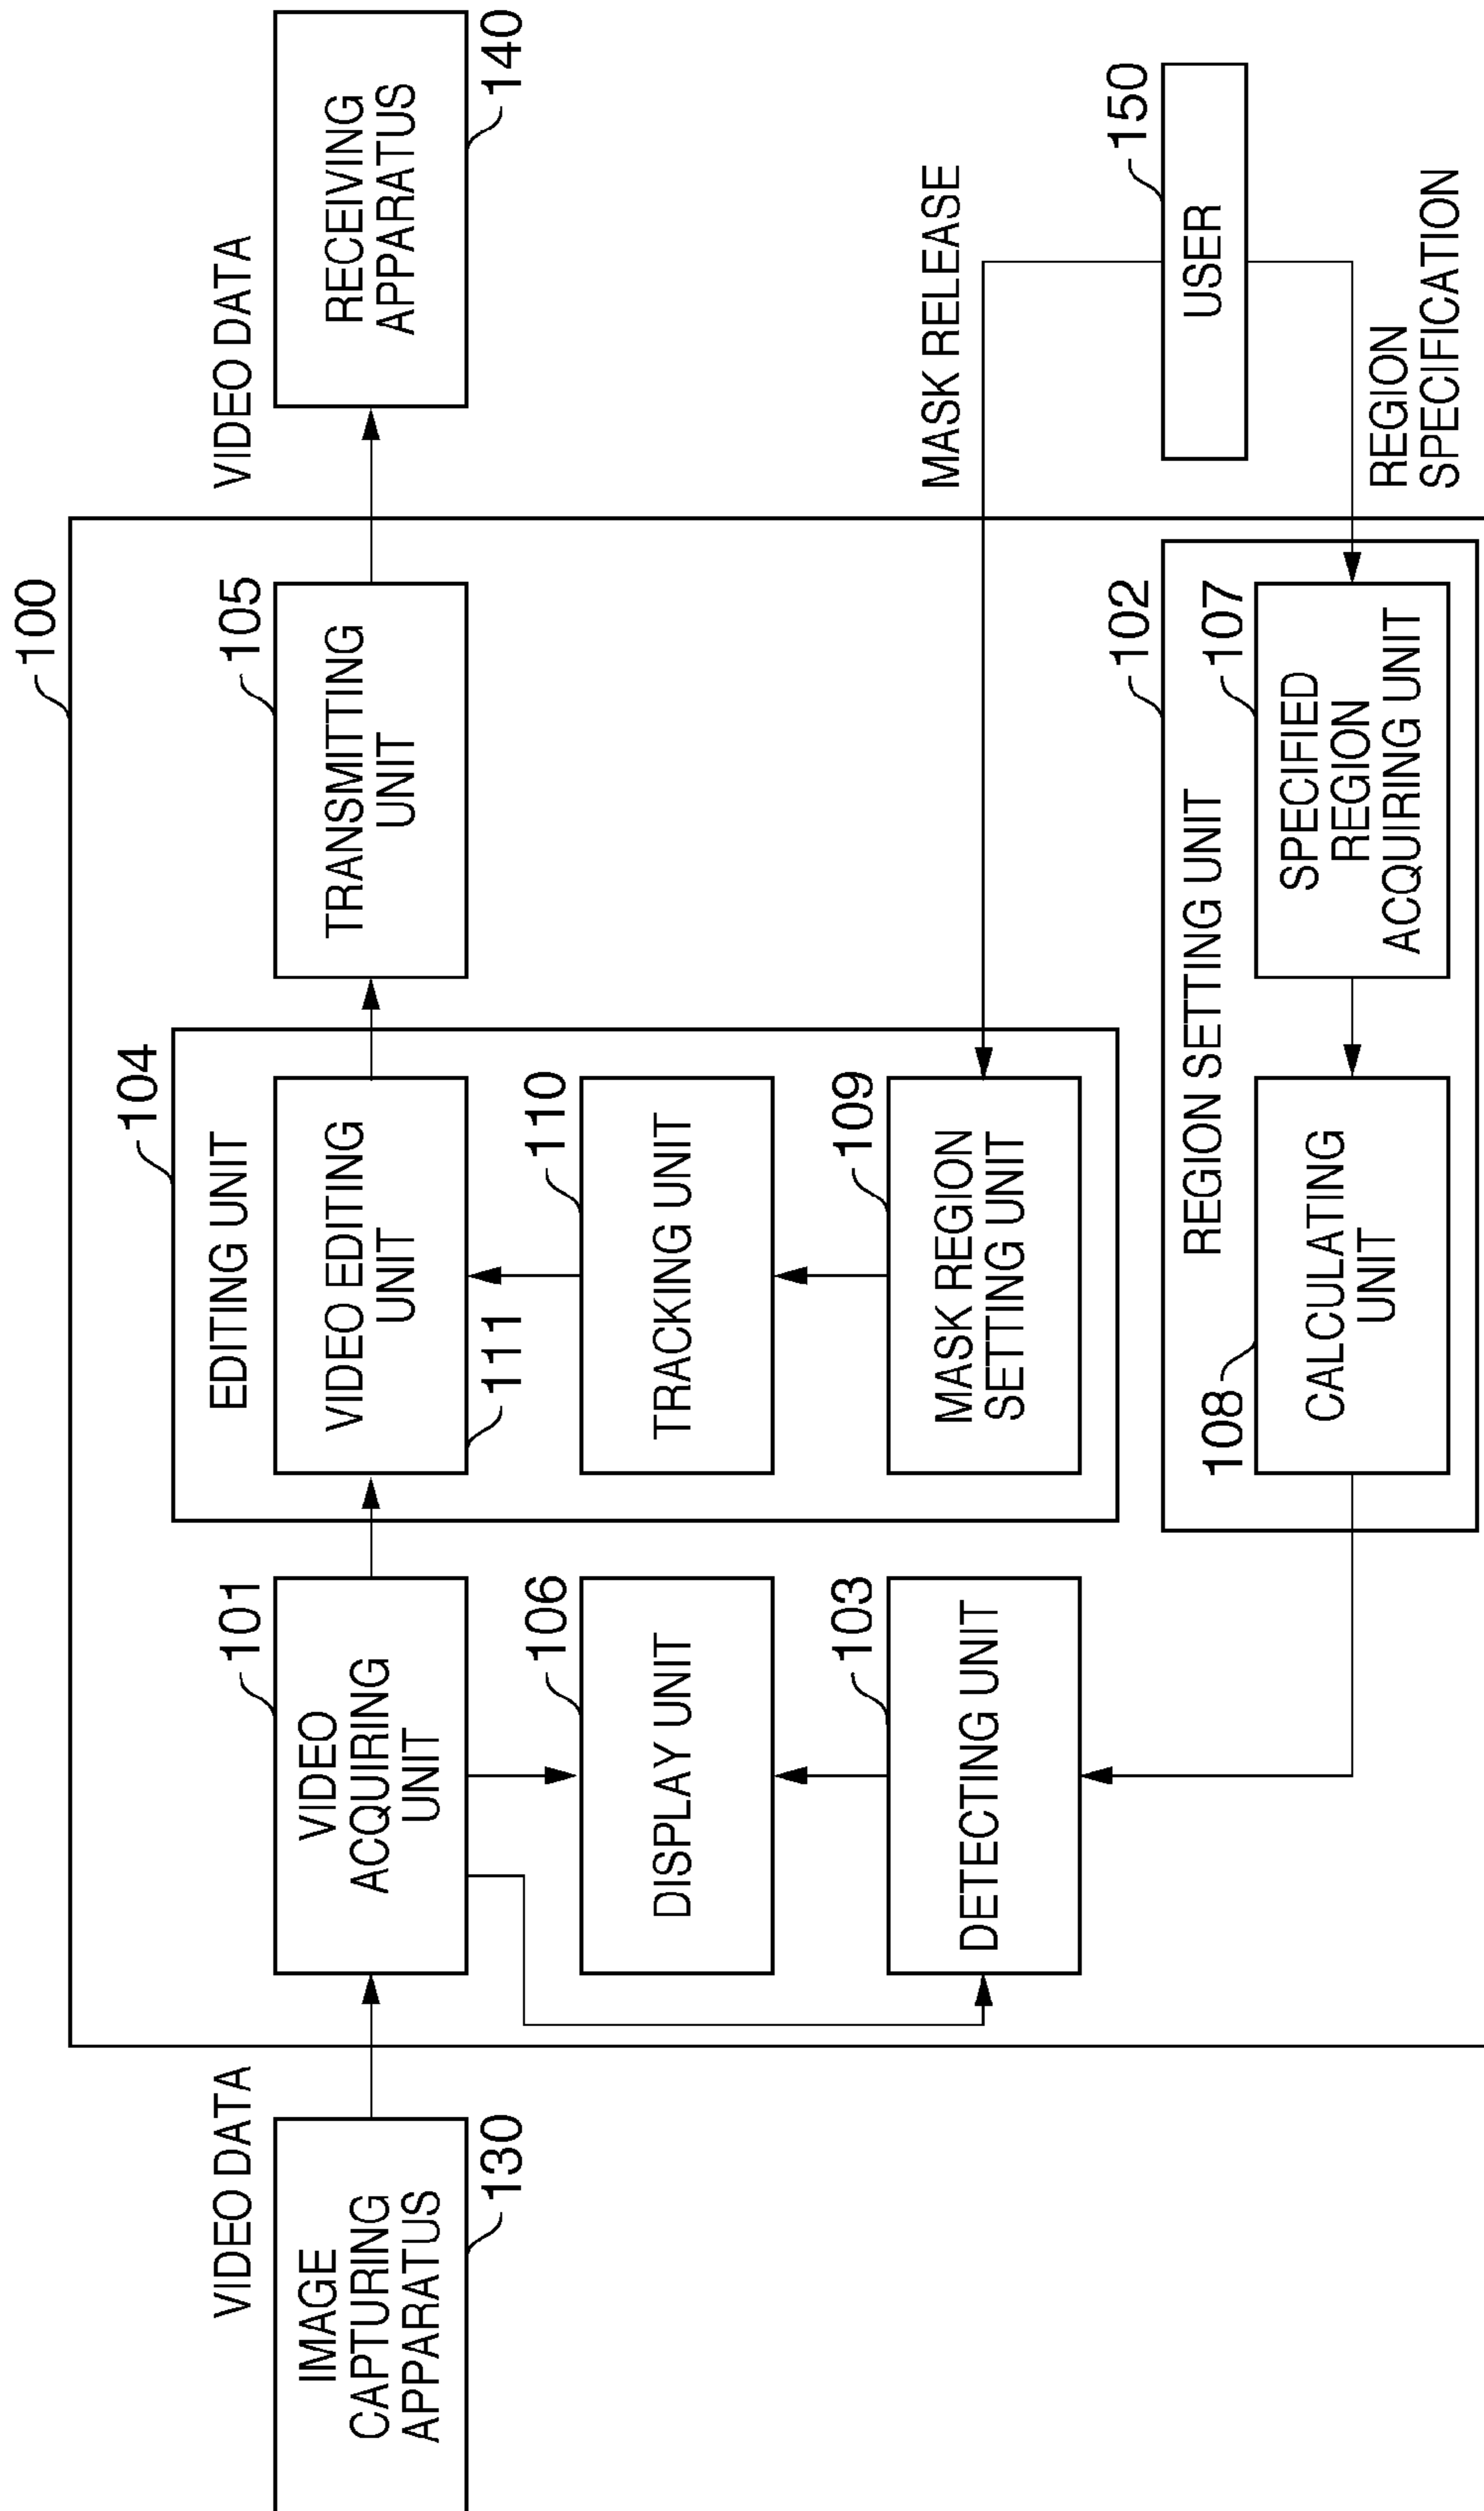 100
VIDEO DATA
IMAGE
CAPTURING
APPARATUS
130
101
VIDEO
ACQUIRING
UNIT
106
DISPLAY UNIT
103
DETECTING UNIT
104
EDITING UNIT
VIDEO EDITING
UNIT
111
110
TRACKING UNIT
109
MASK REGION
SETTING UNIT
105
TRANSMITTING
UNIT
VIDEO DATA
RECEIVING
APPARATUS
140
MASK RELEASE
102
REGION SETTING UNIT
108
CALCULATING
UNIT
107
SPECIFIED
REGION
ACQUIRING UNIT
150
USER
REGION
SPECIFICATION